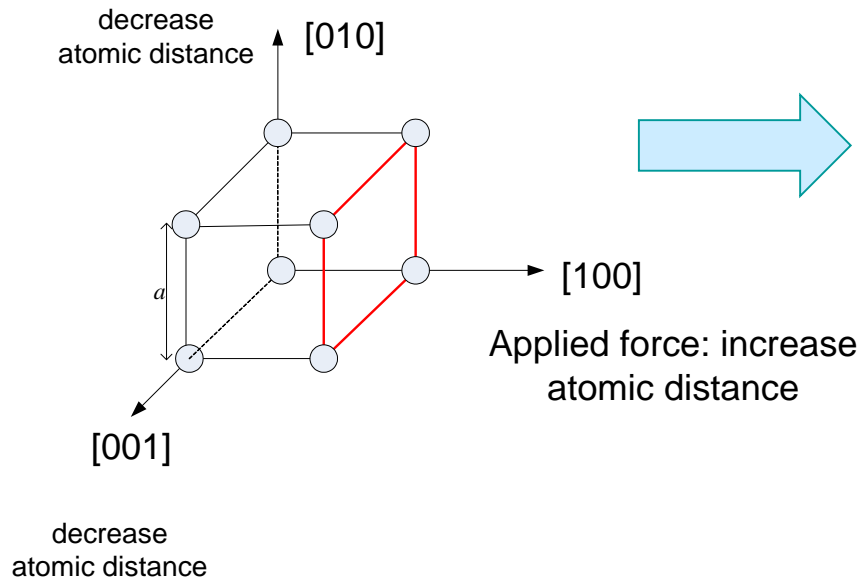 decrease
atomic distance
[010]
a
[100]
Applied force: increase
atomic distance
[001]
decrease
atomic distance